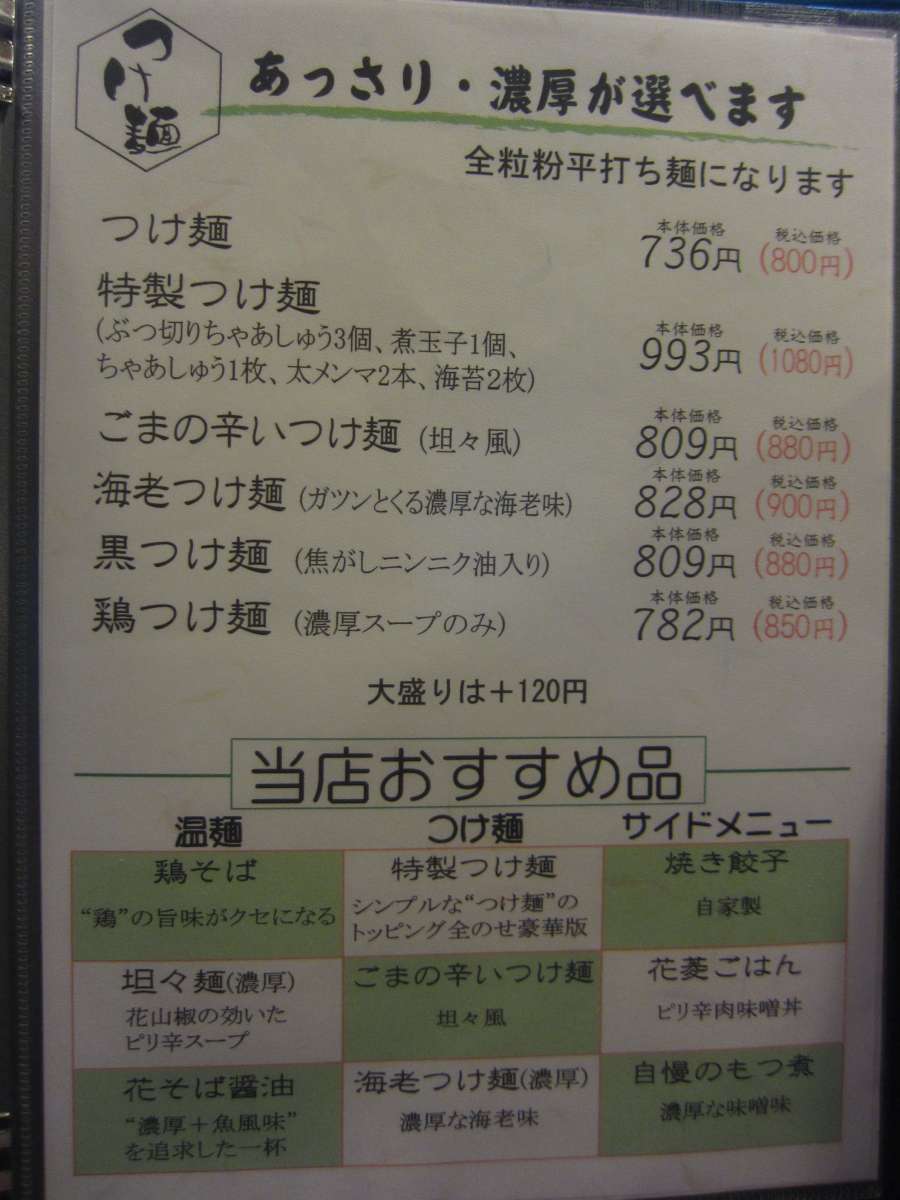 つけ麺
あっさり・濃厚が選べます
全粒粉平打ち麺になります
つけ麺 本体価格 736円 税込価格 (800円)
特製つけ麺
(ぶつ切りちゃあしゅう3個、煮玉子1個、
ちゃあしゅう1枚、太メンマ2本、海苔2枚) 本体価格 993円 税込価格 (1080円)
ごまの辛いつけ麺 (坦々風) 本体価格 809円 税込価格 (880円)
海老つけ麺 (ガツンとくる濃厚な海老味) 本体価格 828円 税込価格 (900円)
黒つけ麺 (焦がしニンニク油入り) 本体価格 809円 税込価格 (880円)
鶏つけ麺 (濃厚スープのみ) 本体価格 782円 税込価格 (850円)
大盛りは＋120円
当店おすすめ品
温麺 つけ麺 サイドメニュー
鶏そば
“鶏”の旨味がクセになる
特製つけ麺
シンプルな“つけ麺”の
トッピング全のせ豪華版
焼き餃子
自家製
坦々麺(濃厚)
花山椒の効いた
ピリ辛スープ
ごまの辛いつけ麺
坦々風
花菱ごはん
ピリ辛肉味噌丼
花そば醤油
“濃厚＋魚風味”
を追求した一杯
海老つけ麺(濃厚)
濃厚な海老味
自慢のもつ煮
濃厚な味噌味